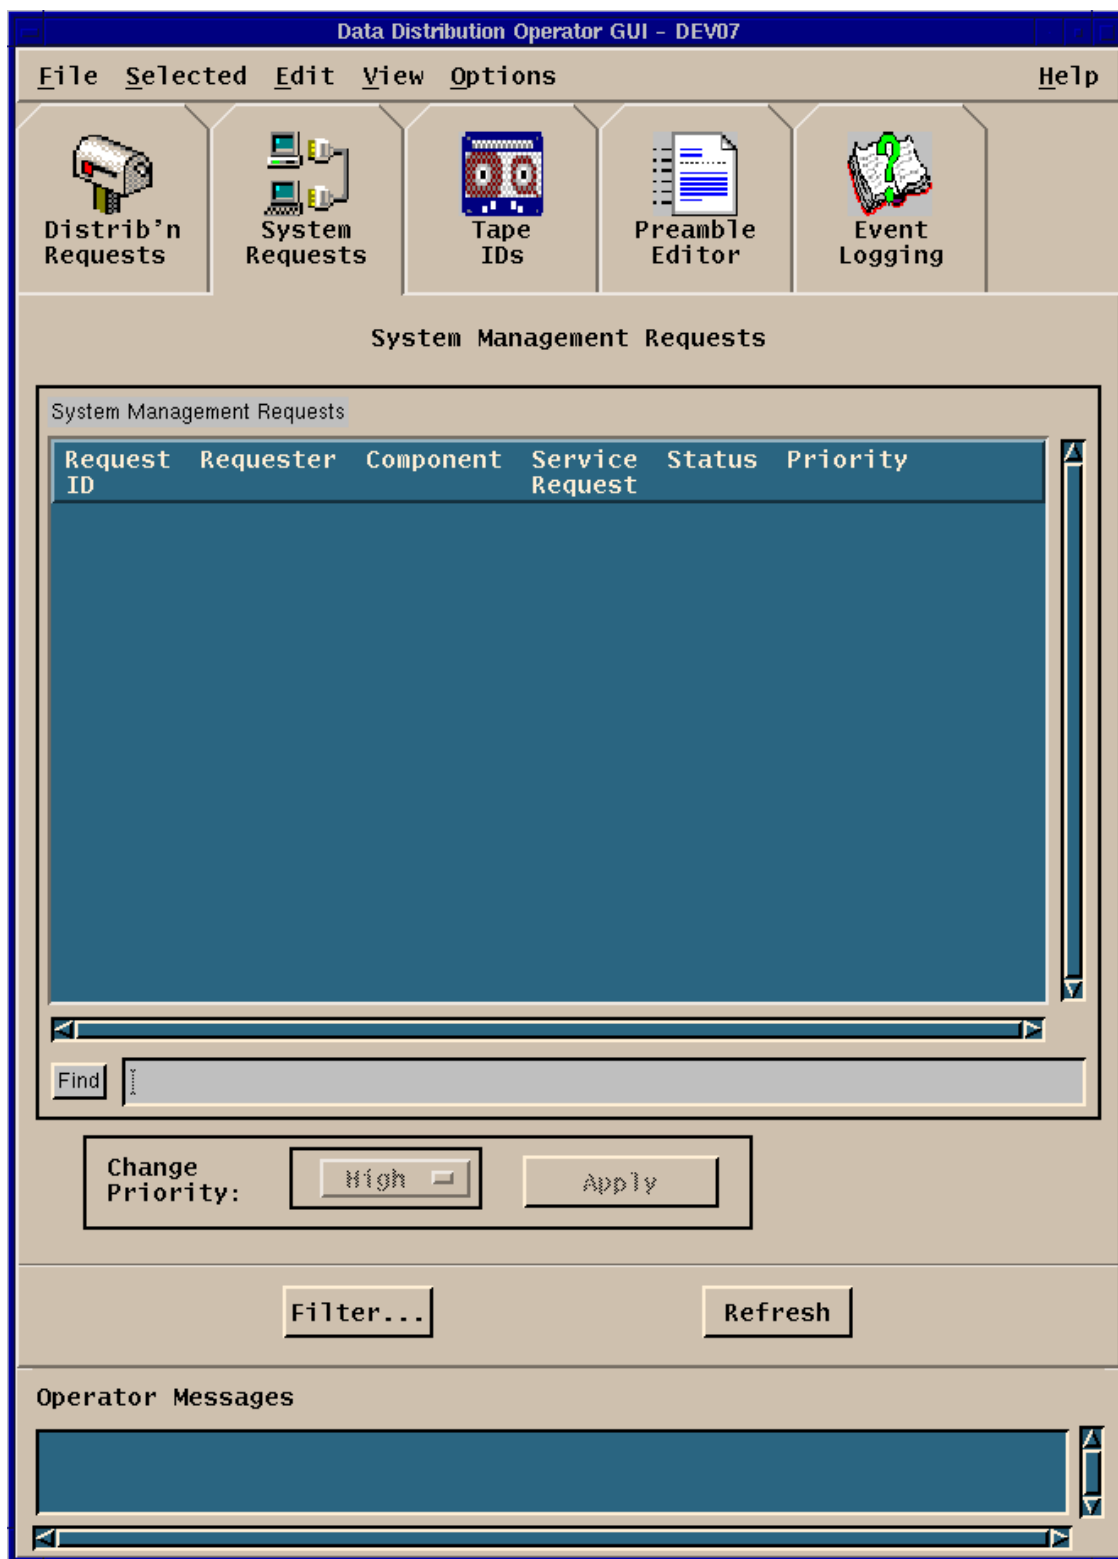 Data Distribution Operator GUI - DEV07
File Selected Edit View Options Help
Distrib'n
Requests
System
Requests
Tape
IDs
Preamble
Editor
Event
Logging
System Management Requests
System Management Requests
Request Requester Component Service Status Priority
ID Request
Find
Change
Priority:
High
Apply
Filter...
Refresh
Operator Messages